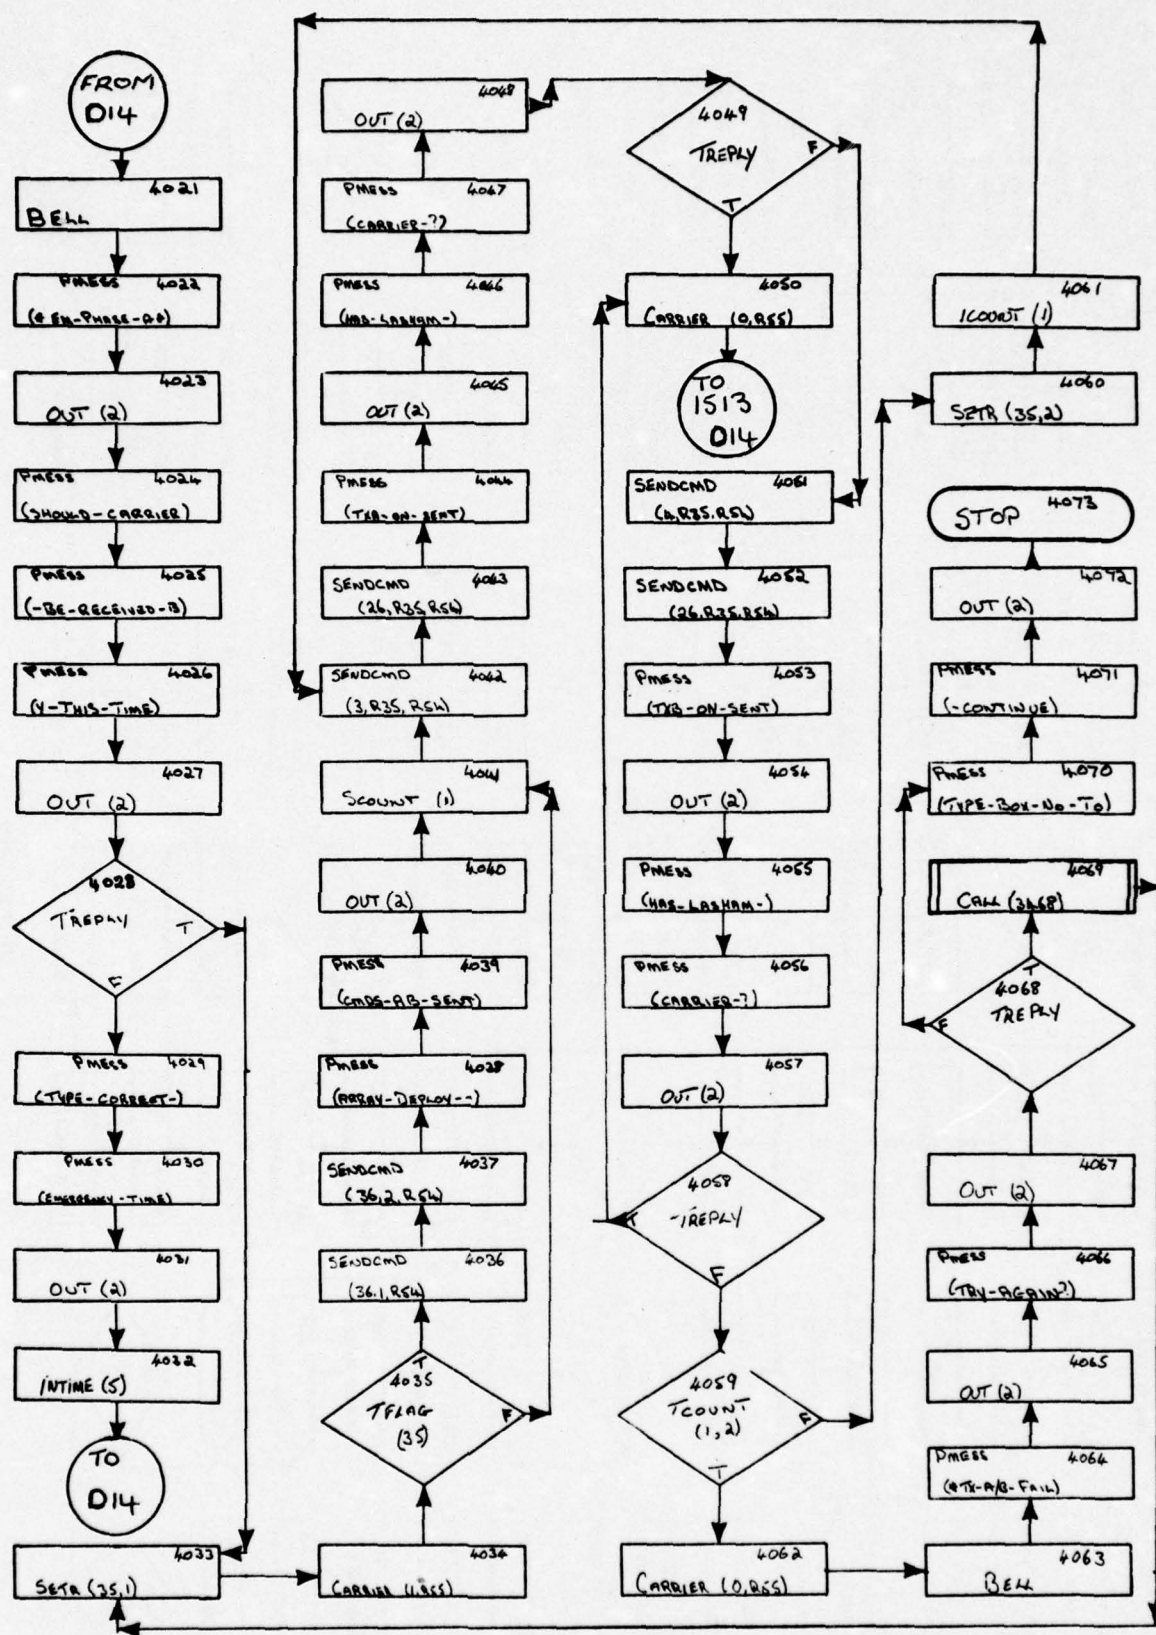 FROM
D14
4021
BELL
PMESS 4022
(* EM-PHASE-A*)
4023
OUT (2)
PMESS 4024
(SHOULD-CARRIER)
PMESS 4025
(-BE-RECEIVED-B)
PMESS 4026
(Y-THIS-TIME)
4027
OUT (2)
4028
TREPLY
T
F
PMESS 4029
(TYPE-CORRECT-)
PMESS 4030
(EMERGENCY-TIME)
4031
OUT (2)
4032
INTIME (5)
TO
D14
4033
SETR (35,1)
4034
CARRIER (1,R55)
T
4035
TFLAG
(35)
F
SENDCMD 4036
(36.1,R54)
SENDCMD 4037
(36,2,R54)
PMESS 4038
(ARRAY-DEPLOY--)
PMESS 4039
(CMDS-AB-SENT)
4040
OUT (2)
4041
SCOUNT (1)
SENDCMD 4042
(3,R35,R54)
SENDCMD 4043
(26,R35,R54)
PMESS 4044
(TXB-ON-SENT)
4045
OUT (2)
PMESS 4046
(HAS-LASHAM-)
PMESS 4047
(CARRIER-?)
4048
OUT (2)
4049
TREPLY
F
T
4050
CARRIER (0,R55)
TO
1513
D14
SENDCMD 4051
(4,R35,R54)
SENDCMD 4052
(26,R35,R54)
PMESS 4053
(TXB-ON-SENT)
4054
OUT (2)
PMESS 4055
(HAS-LASHAM-)
PMESS 4056
(CARRIER-?)
4057
OUT (2)
4058
TREPLY
T
F
4059
TCOUNT
(1,2)
F
T
4062
CARRIER (0,R55)
4061
ICOUNT (1)
4060
SETR (35,2)
4073
STOP
4072
OUT (2)
PMESS 4071
(-CONTINUE)
PMESS 4070
(TYPE-BOX-NO-TO)
4069
CALL (3468)
T
4068
TREPLY
F
4067
OUT (2)
PMESS 4066
(TRY-AGAIN?)
4065
OUT (2)
PMESS 4064
(*TX-A/B-FAIL)
4063
BELL